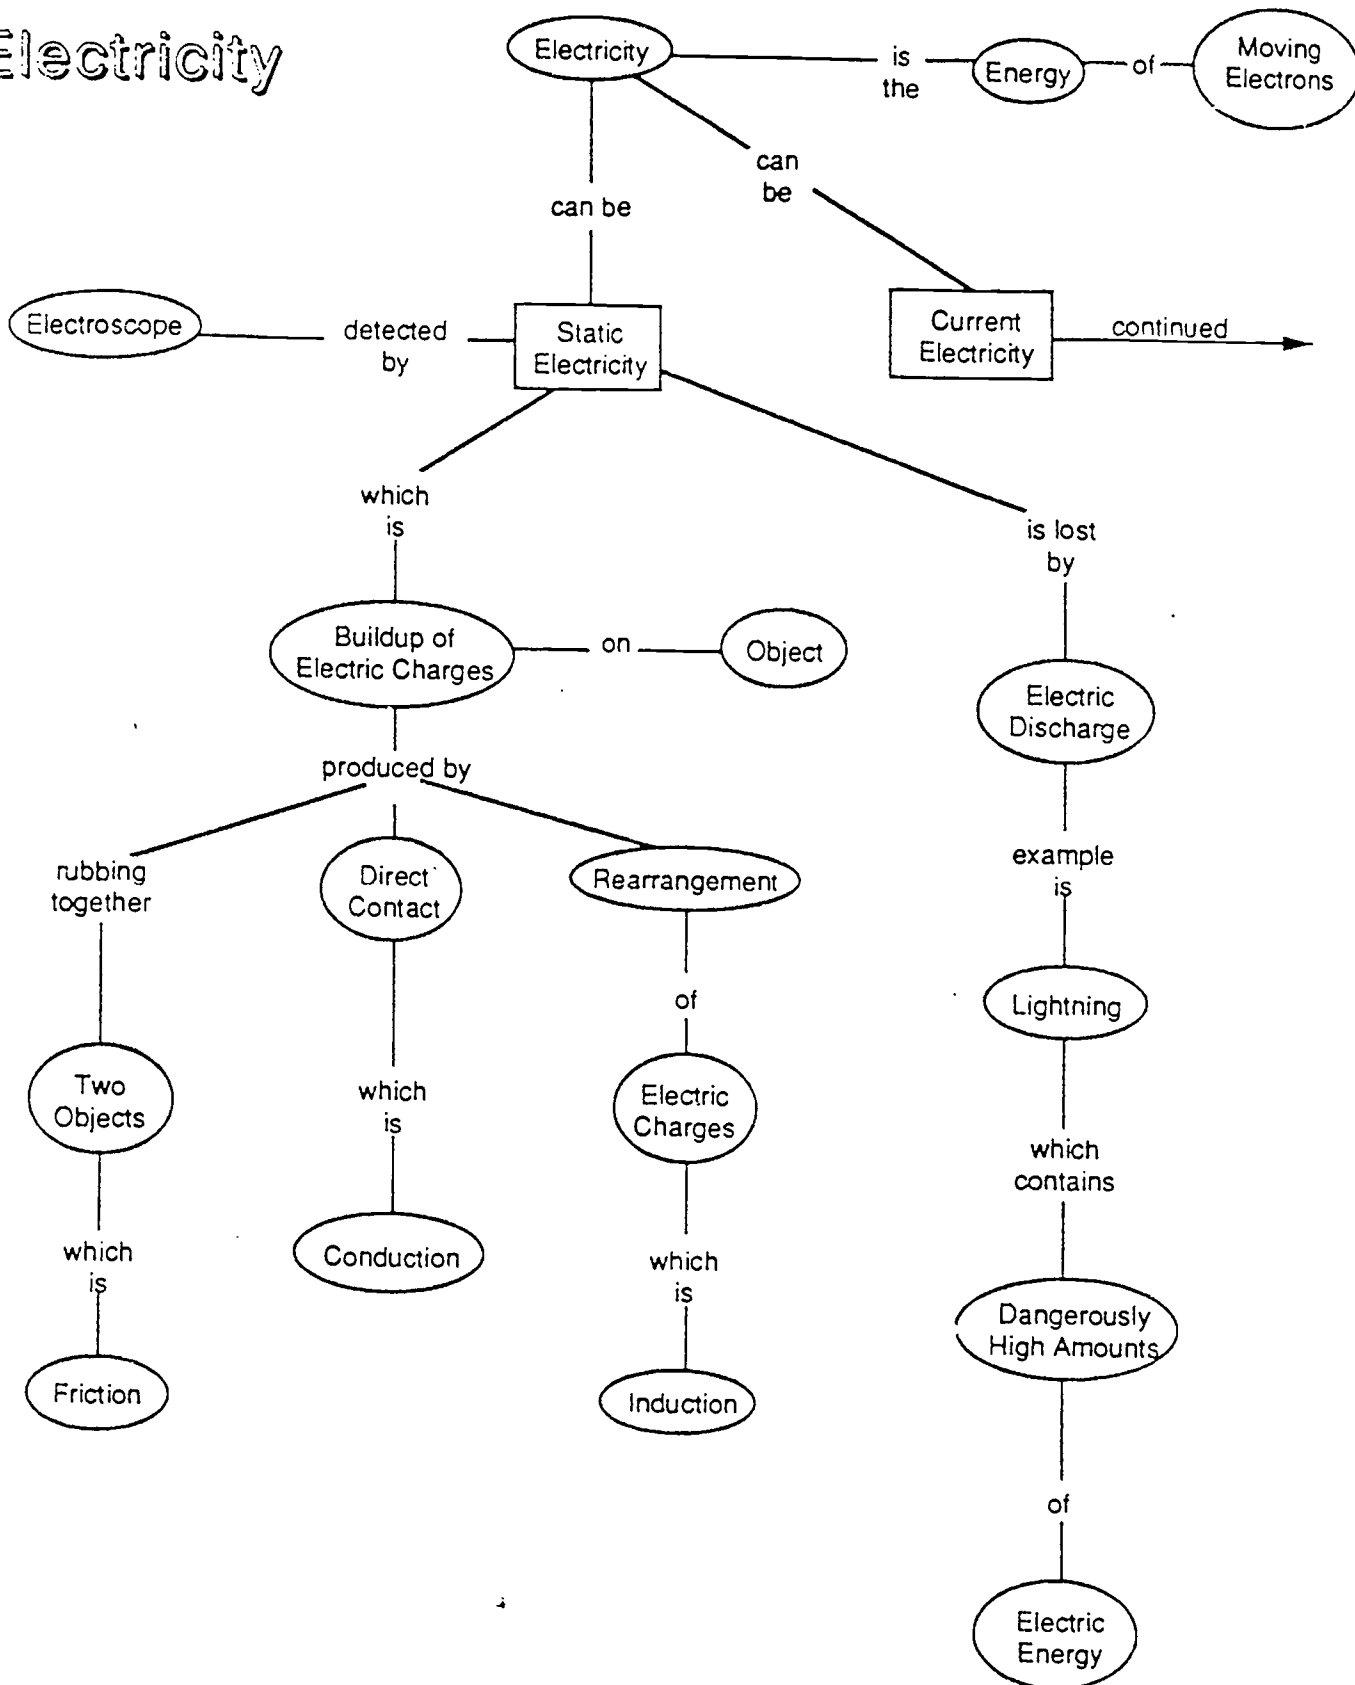 Electricity
Electricity
is
the
Energy
of
Moving
Electrons
can be
can
be
Electroscope
detected
by
Static
Electricity
Current
Electricity
continued
which
is
is lost
by
Buildup of
Electric Charges
on
Object
Electric
Discharge
produced by
rubbing
together
Direct
Contact
Rearrangement
example
is
of
Lightning
Two
Objects
which
is
Electric
Charges
which
contains
which
is
Conduction
which
is
Dangerously
High Amounts
Friction
Induction
of
Electric
Energy